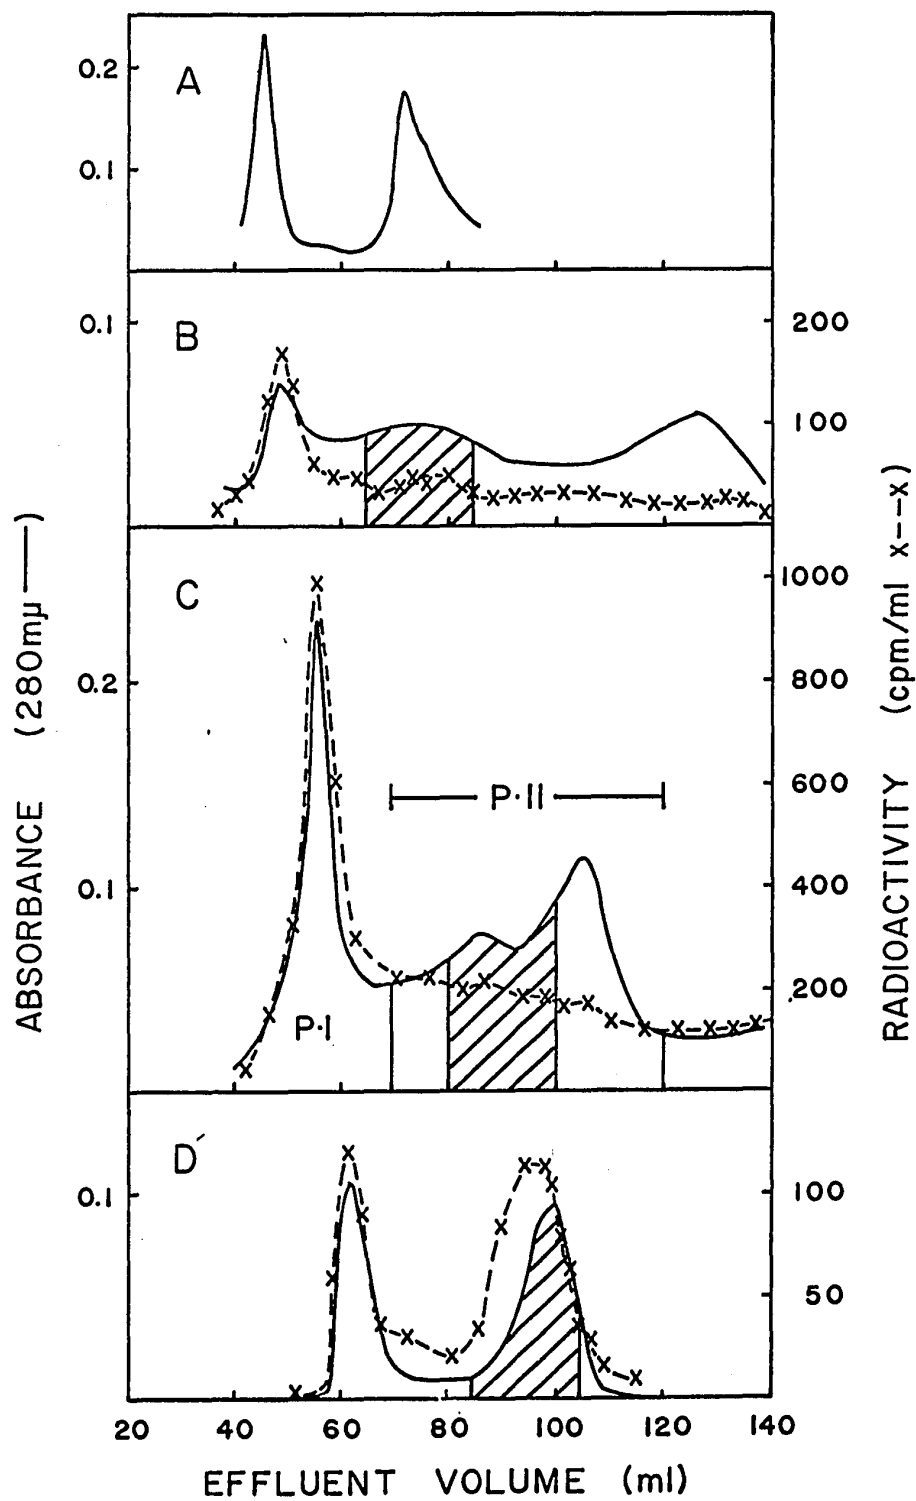 A
0.2
0.1
B
0.1
200
100
C
0.2
0.1
1000
800
600
400
200
P·II
P·I
D
0.1
100
50
20 40 60 80 100 120 140
EFFLUENT VOLUME (ml)
ABSORBANCE (280mµ ——)
RADIOACTIVITY (cpm/ml x--x)